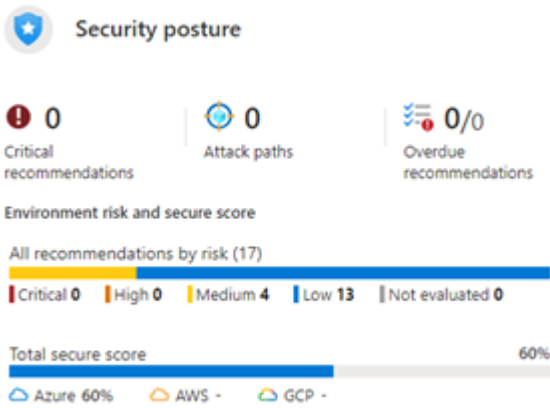 Security posture
0
0
0/0
Critical
recommendations
Attack paths
Overdue
recommendations
Environment risk and secure score
All recommendations by risk (17)
Critical 0 High 0 Medium 4 Low 13 Not evaluated 0
Total secure score 60%
Azure 60% AWS - GCP -